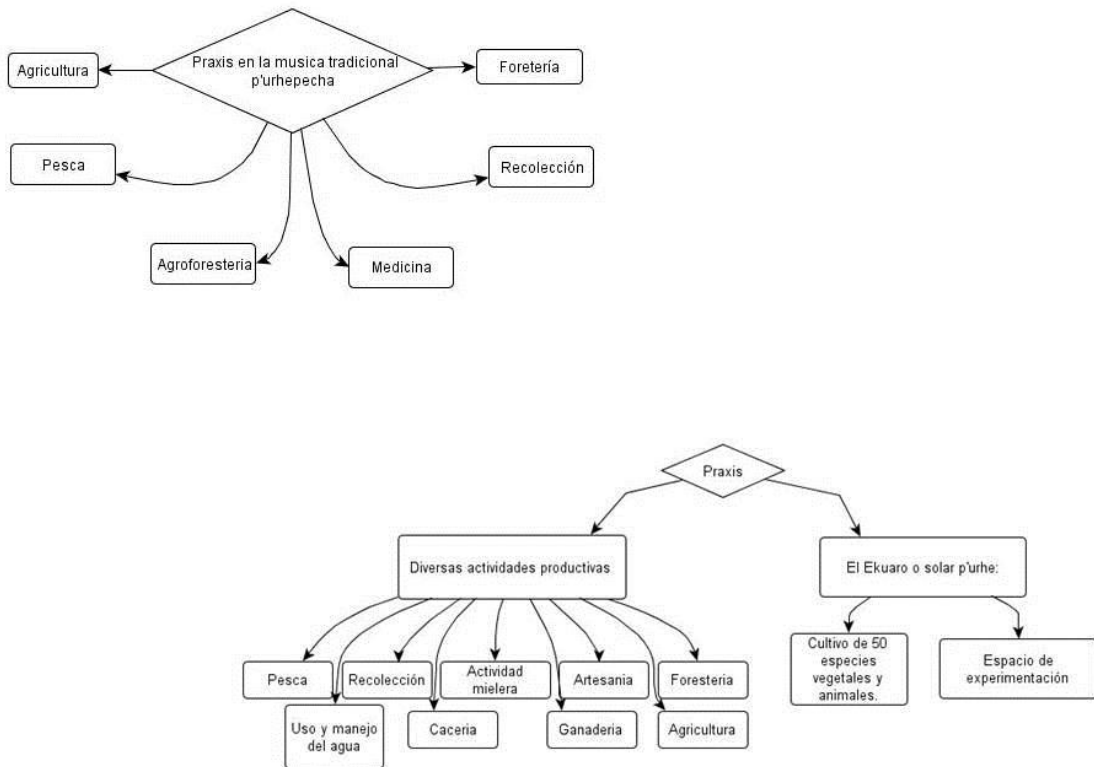 Praxis en la musica tradicional
p'urhepecha
Agricultura
Foretería
Pesca
Recolección
Agroforesteria
Medicina
Praxis
Diversas actividades productivas
El Ekuaro o solar p'urhe:
Pesca
Recolección
Actividad
mielera
Artesania
Foresteria
Uso y manejo
del agua
Caceria
Ganaderia
Agricultura
Cultivo de 50
especies
vegetales y
animales.
Espacio de
experimentación